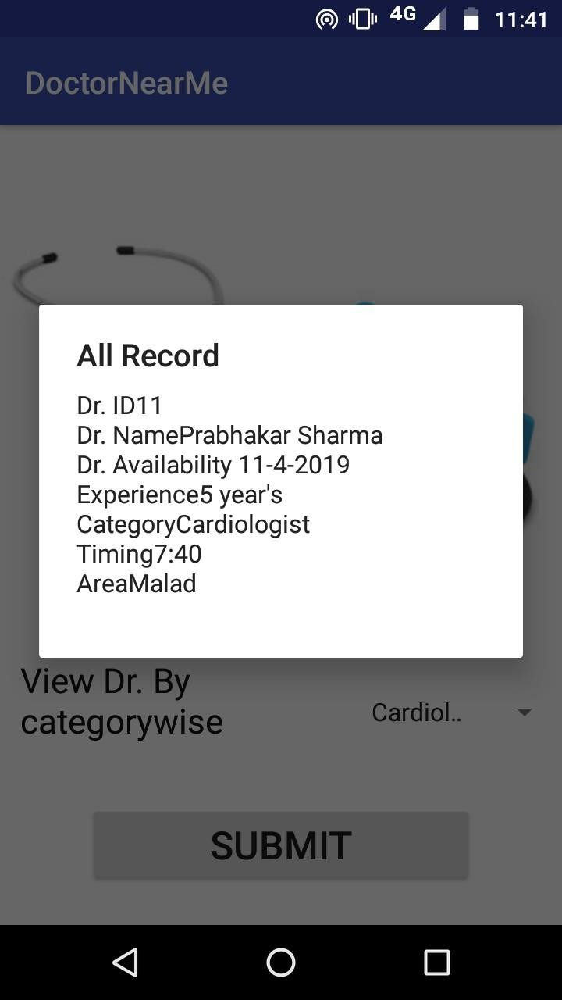 4G 11:41
DoctorNearMe
All Record
Dr. ID11
Dr. NamePrabhakar Sharma
Dr. Availability 11-4-2019
Experience5 year's
CategoryCardiologist
Timing7:40
AreaMalad
View Dr. By
categorywise
Cardiol..
SUBMIT